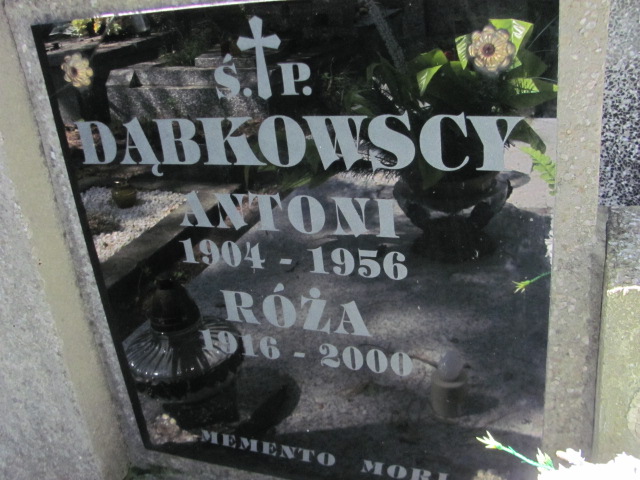 Ś. P.
DĄBKOWSCY
ANTONI
1904 - 1956
RÓŻA
1916 - 2000
MEMENTO MORI